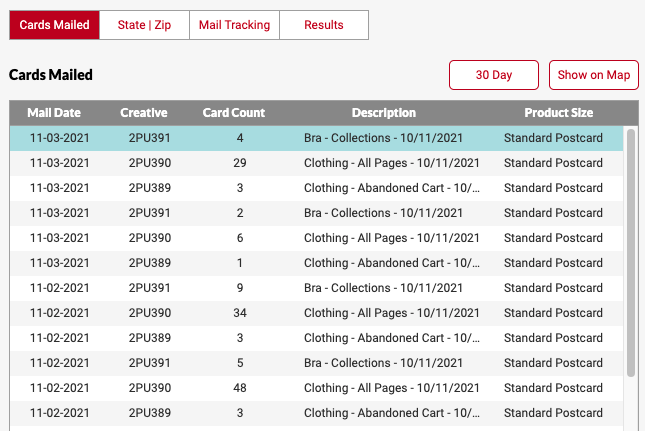 Cards Mailed State | Zip Mail Tracking Results
Cards Mailed 30 Day Show on Map
Mail Date Creative Card Count Description Product Size
11-03-2021 2PU391 4 Bra - Collections - 10/11/2021 Standard Postcard
11-03-2021 2PU390 29 Clothing - All Pages - 10/11/2021 Standard Postcard
11-03-2021 2PU389 3 Clothing - Abandoned Cart - 10/... Standard Postcard
11-03-2021 2PU391 2 Bra - Collections - 10/11/2021 Standard Postcard
11-03-2021 2PU390 6 Clothing - All Pages - 10/11/2021 Standard Postcard
11-03-2021 2PU389 1 Clothing - Abandoned Cart - 10/... Standard Postcard
11-02-2021 2PU391 9 Bra - Collections - 10/11/2021 Standard Postcard
11-02-2021 2PU390 34 Clothing - All Pages - 10/11/2021 Standard Postcard
11-02-2021 2PU389 3 Clothing - Abandoned Cart - 10/... Standard Postcard
11-02-2021 2PU391 5 Bra - Collections - 10/11/2021 Standard Postcard
11-02-2021 2PU390 48 Clothing - All Pages - 10/11/2021 Standard Postcard
11-02-2021 2PU389 3 Clothing - Abandoned Cart - 10/... Standard Postcard